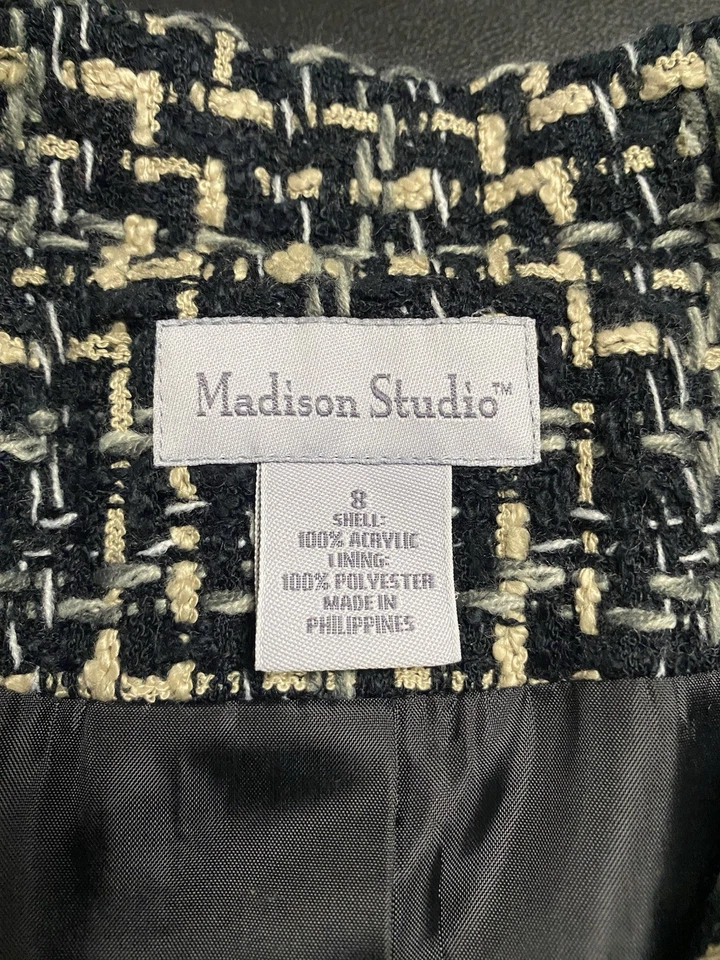 Madison Studio™
8
SHELL:
100% ACRYLIC
LINING:
100% POLYESTER
MADE IN
PHILIPPINES